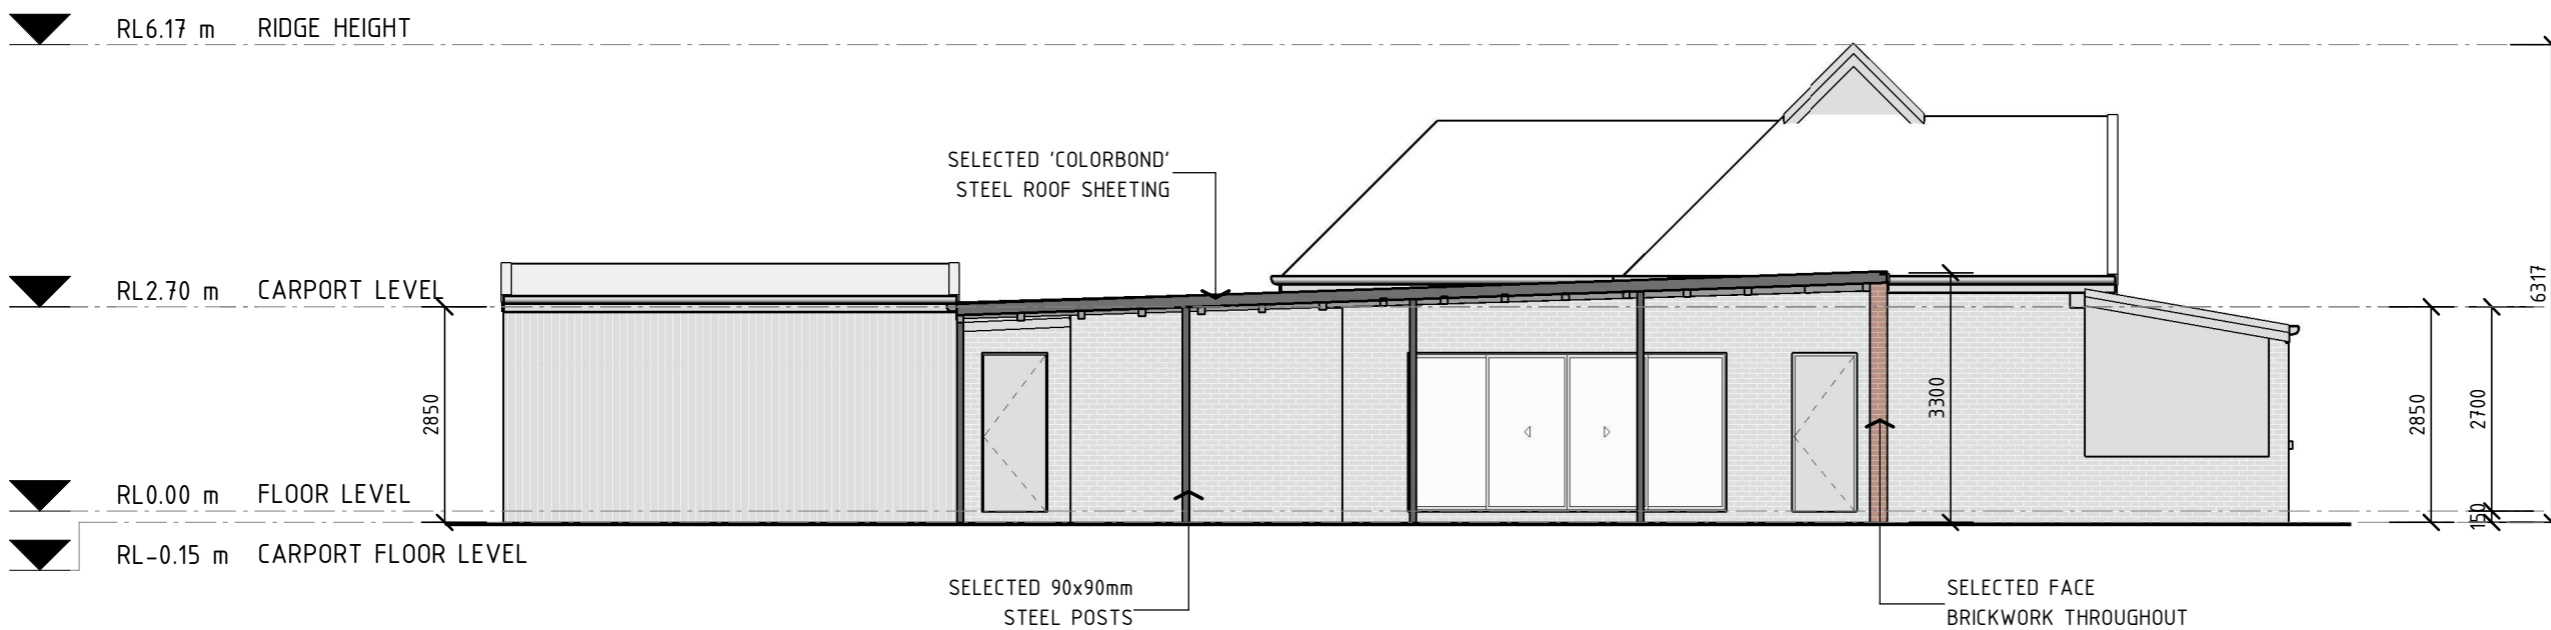 RL6.17 m RIDGE HEIGHT
SELECTED 'COLORBOND'
STEEL ROOF SHEETING
RL2.70 m CARPORT LEVEL
6317
2850
3300
2850
2700
RL0.00 m FLOOR LEVEL
150
RL-0.15 m CARPORT FLOOR LEVEL
SELECTED 90x90mm
STEEL POSTS
SELECTED FACE
BRICKWORK THROUGHOUT